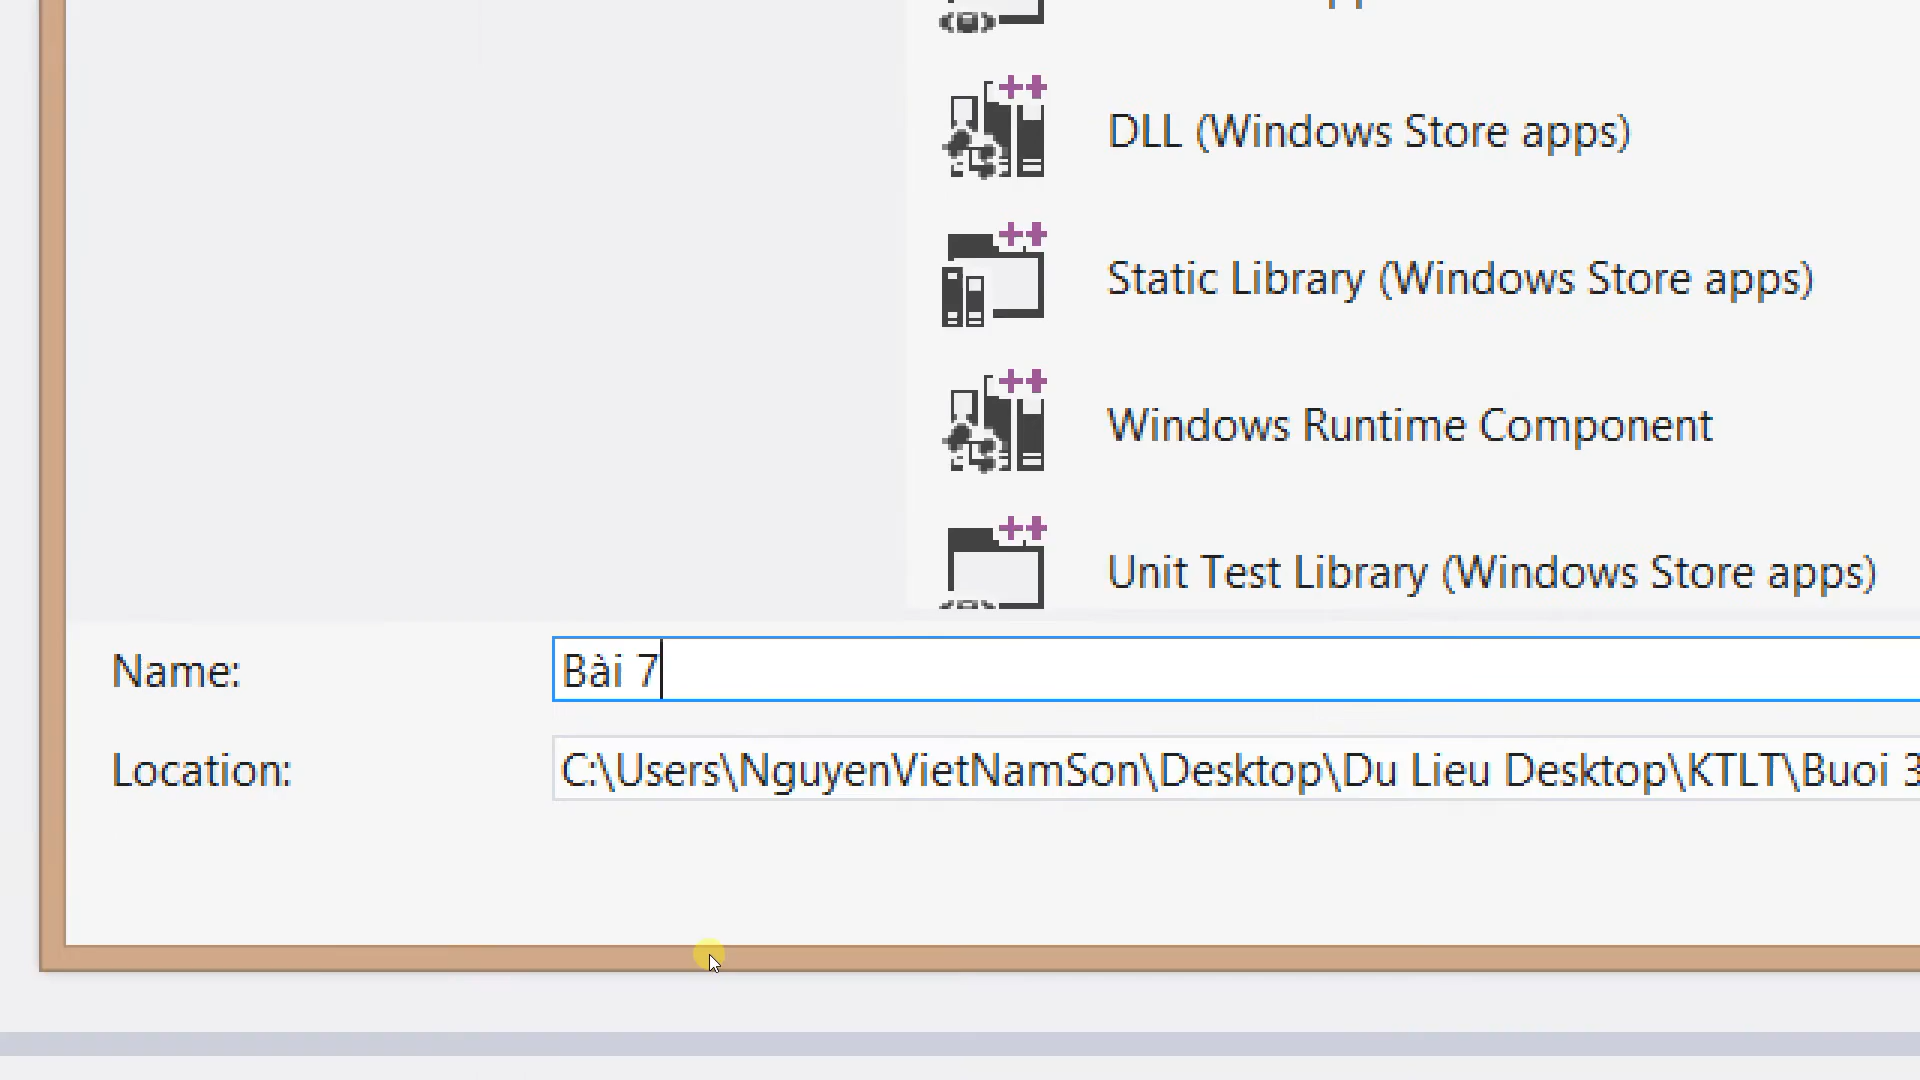 DLL (Windows Store apps)
Static Library (Windows Store apps)
Windows Runtime Component
Unit Test Library (Windows Store apps)
Name:
Bài 7
Location:
C:\Users\NguyenVietNamSon\Desktop\Du Lieu Desktop\KTLT\Buoi 3